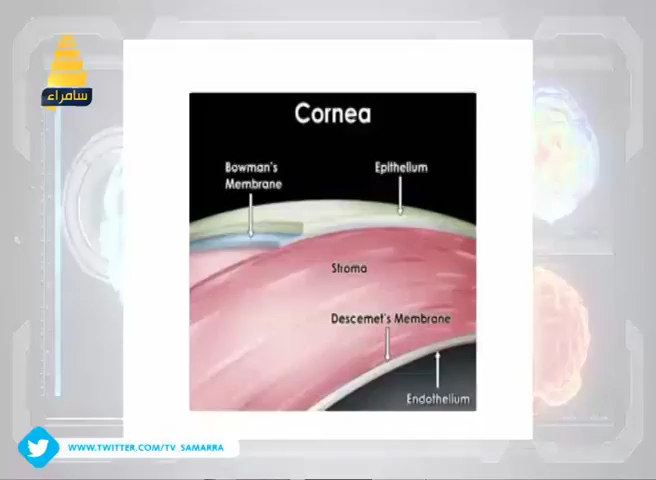 سامراء
Cornea
Bowman's
Membrane
Epithelium
Stroma
Descemet's Membrane
Endothelium
WWW.TWITTER.COM/TV_SAMARRA